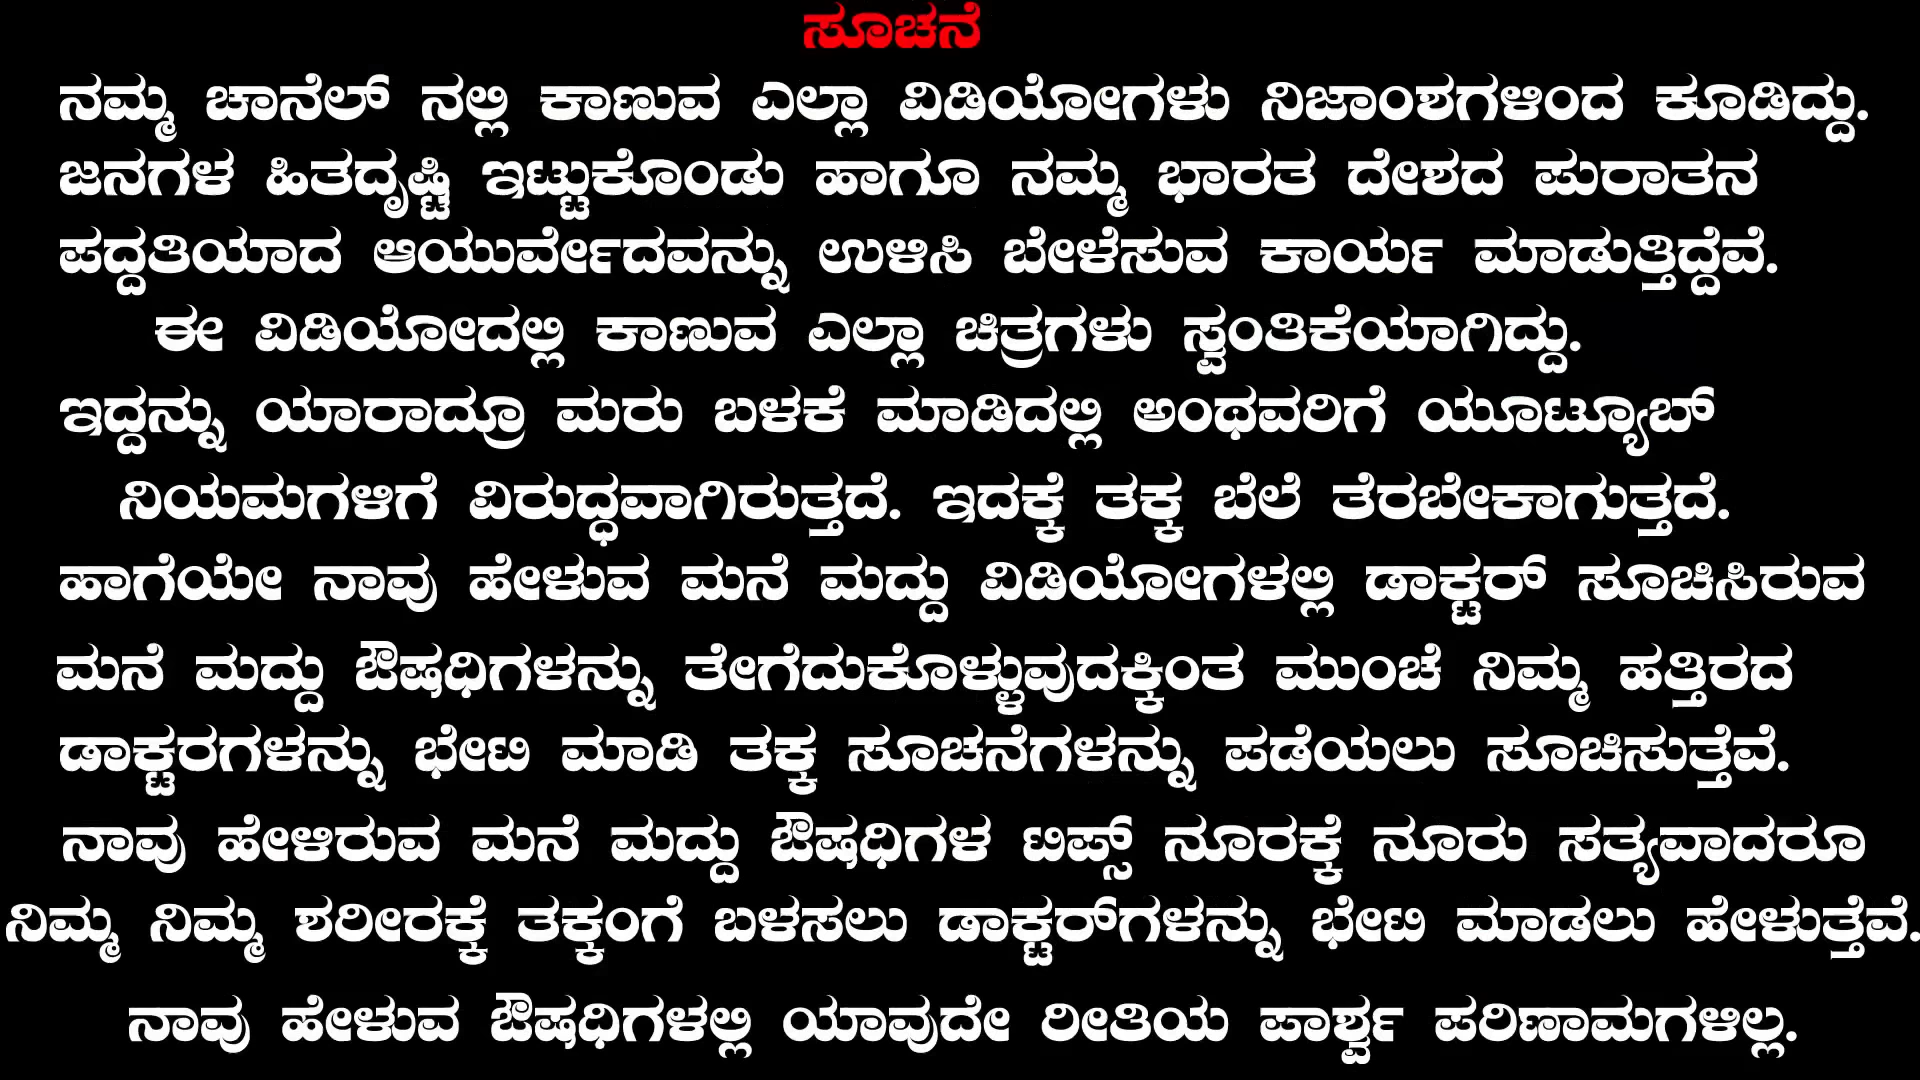 ಸೂಚನೆ
ನಮ್ಮ ಚಾನೆಲ್ ನಲ್ಲಿ ಕಾಣುವ ಎಲ್ಲಾ ವಿಡಿಯೋಗಳು ನಿಜಾಂಶಗಳಿಂದ ಕೂಡಿದ್ದು.
ಜನಗಳ ಹಿತದೃಷ್ಟಿ ಇಟ್ಟುಕೊಂಡು ಹಾಗೂ ನಮ್ಮ ಭಾರತ ದೇಶದ ಪುರಾತನ
ಪದ್ದತಿಯಾದ ಆಯುರ್ವೇದವನ್ನು ಉಳಿಸಿ ಬೇಳೆಸುವ ಕಾರ್ಯ ಮಾಡುತ್ತಿದ್ದೆವೆ.
ಈ ವಿಡಿಯೋದಲ್ಲಿ ಕಾಣುವ ಎಲ್ಲಾ ಚಿತ್ರಗಳು ಸ್ವಂತಿಕೆಯಾಗಿದ್ದು.
ಇದ್ದನ್ನು ಯಾರಾದ್ರೂ ಮರು ಬಳಕೆ ಮಾಡಿದಲ್ಲಿ ಅಂಥವರಿಗೆ ಯೂಟ್ಯೂಬ್
ನಿಯಮಗಳಿಗೆ ವಿರುದ್ಧವಾಗಿರುತ್ತದೆ. ಇದಕ್ಕೆ ತಕ್ಕ ಬೆಲೆ ತೆರಬೇಕಾಗುತ್ತದೆ.
ಹಾಗೆಯೇ ನಾವು ಹೇಳುವ ಮನೆ ಮದ್ದು ವಿಡಿಯೋಗಳಲ್ಲಿ ಡಾಕ್ಟರ್ ಸೂಚಿಸಿರುವ
ಮನೆ ಮದ್ದು ಔಷಧಿಗಳನ್ನು ತೇಗೆದುಕೊಳ್ಳುವುದಕ್ಕಿಂತ ಮುಂಚೆ ನಿಮ್ಮ ಹತ್ತಿರದ
ಡಾಕ್ಟರಗಳನ್ನು ಭೇಟಿ ಮಾಡಿ ತಕ್ಕ ಸೂಚನೆಗಳನ್ನು ಪಡೆಯಲು ಸೂಚಿಸುತ್ತೆವೆ.
ನಾವು ಹೇಳಿರುವ ಮನೆ ಮದ್ದು ಔಷಧಿಗಳ ಟಿಪ್ಸ್ ನೂರಕ್ಕೆ ನೂರು ಸತ್ಯವಾದರೂ
ನಿಮ್ಮ ನಿಮ್ಮ ಶರೀರಕ್ಕೆ ತಕ್ಕಂಗೆ ಬಳಸಲು ಡಾಕ್ಟರ್‌ಗಳನ್ನು ಭೇಟಿ ಮಾಡಲು ಹೇಳುತ್ತೆವೆ.
ನಾವು ಹೇಳುವ ಔಷಧಿಗಳಲ್ಲಿ ಯಾವುದೇ ರೀತಿಯ ಪಾರ್ಶ್ವ ಪರಿಣಾಮಗಳಿಲ್ಲ.